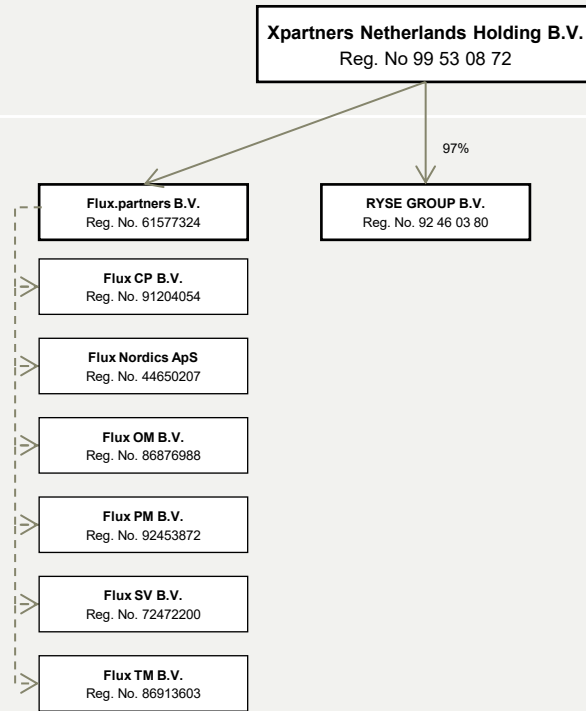 Xpartners Netherlands Holding B.V.
Reg. No 99 53 08 72
97%
Flux.partners B.V.
Reg. No. 61577324
RYSE GROUP B.V.
Reg. No. 92 46 03 80
Flux CP B.V.
Reg. No. 91204054
Flux Nordics ApS
Reg. No. 44650207
Flux OM B.V.
Reg. No. 86876988
Flux PM B.V.
Reg. No. 92453872
Flux SV B.V.
Reg. No. 72472200
Flux TM B.V.
Reg. No. 86913603